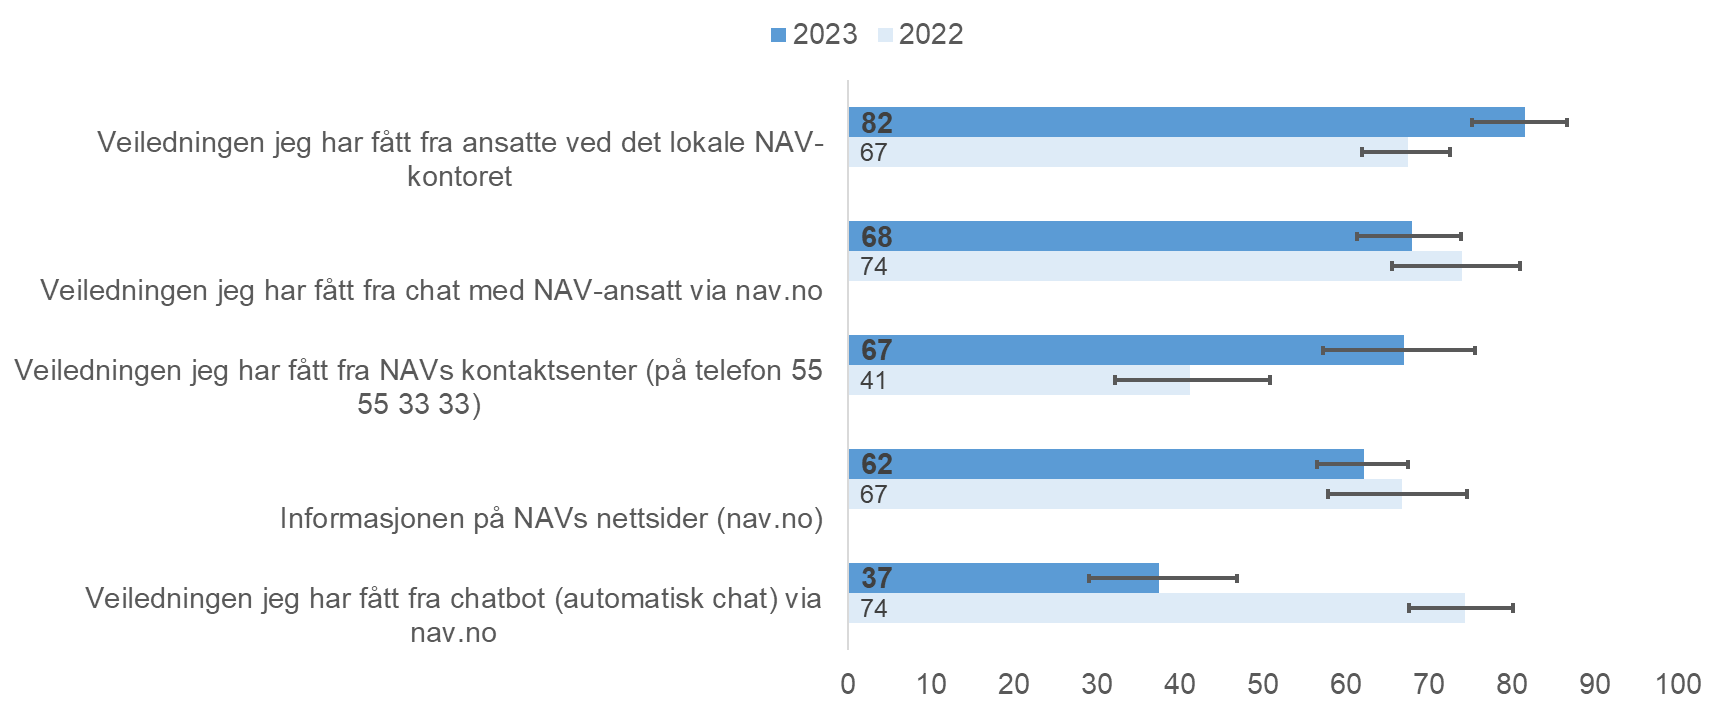 2023 2022
Veiledningen jeg har fått fra ansatte ved det lokale NAV-
kontoret
82
67
Veiledningen jeg har fått fra chat med NAV-ansatt via nav.no
68
74
Veiledningen jeg har fått fra NAVs kontaktsenter (på telefon 55
55 33 33)
67
41
Informasjonen på NAVs nettsider (nav.no)
62
67
Veiledningen jeg har fått fra chatbot (automatisk chat) via
nav.no
37
74
0 10 20 30 40 50 60 70 80 90 100